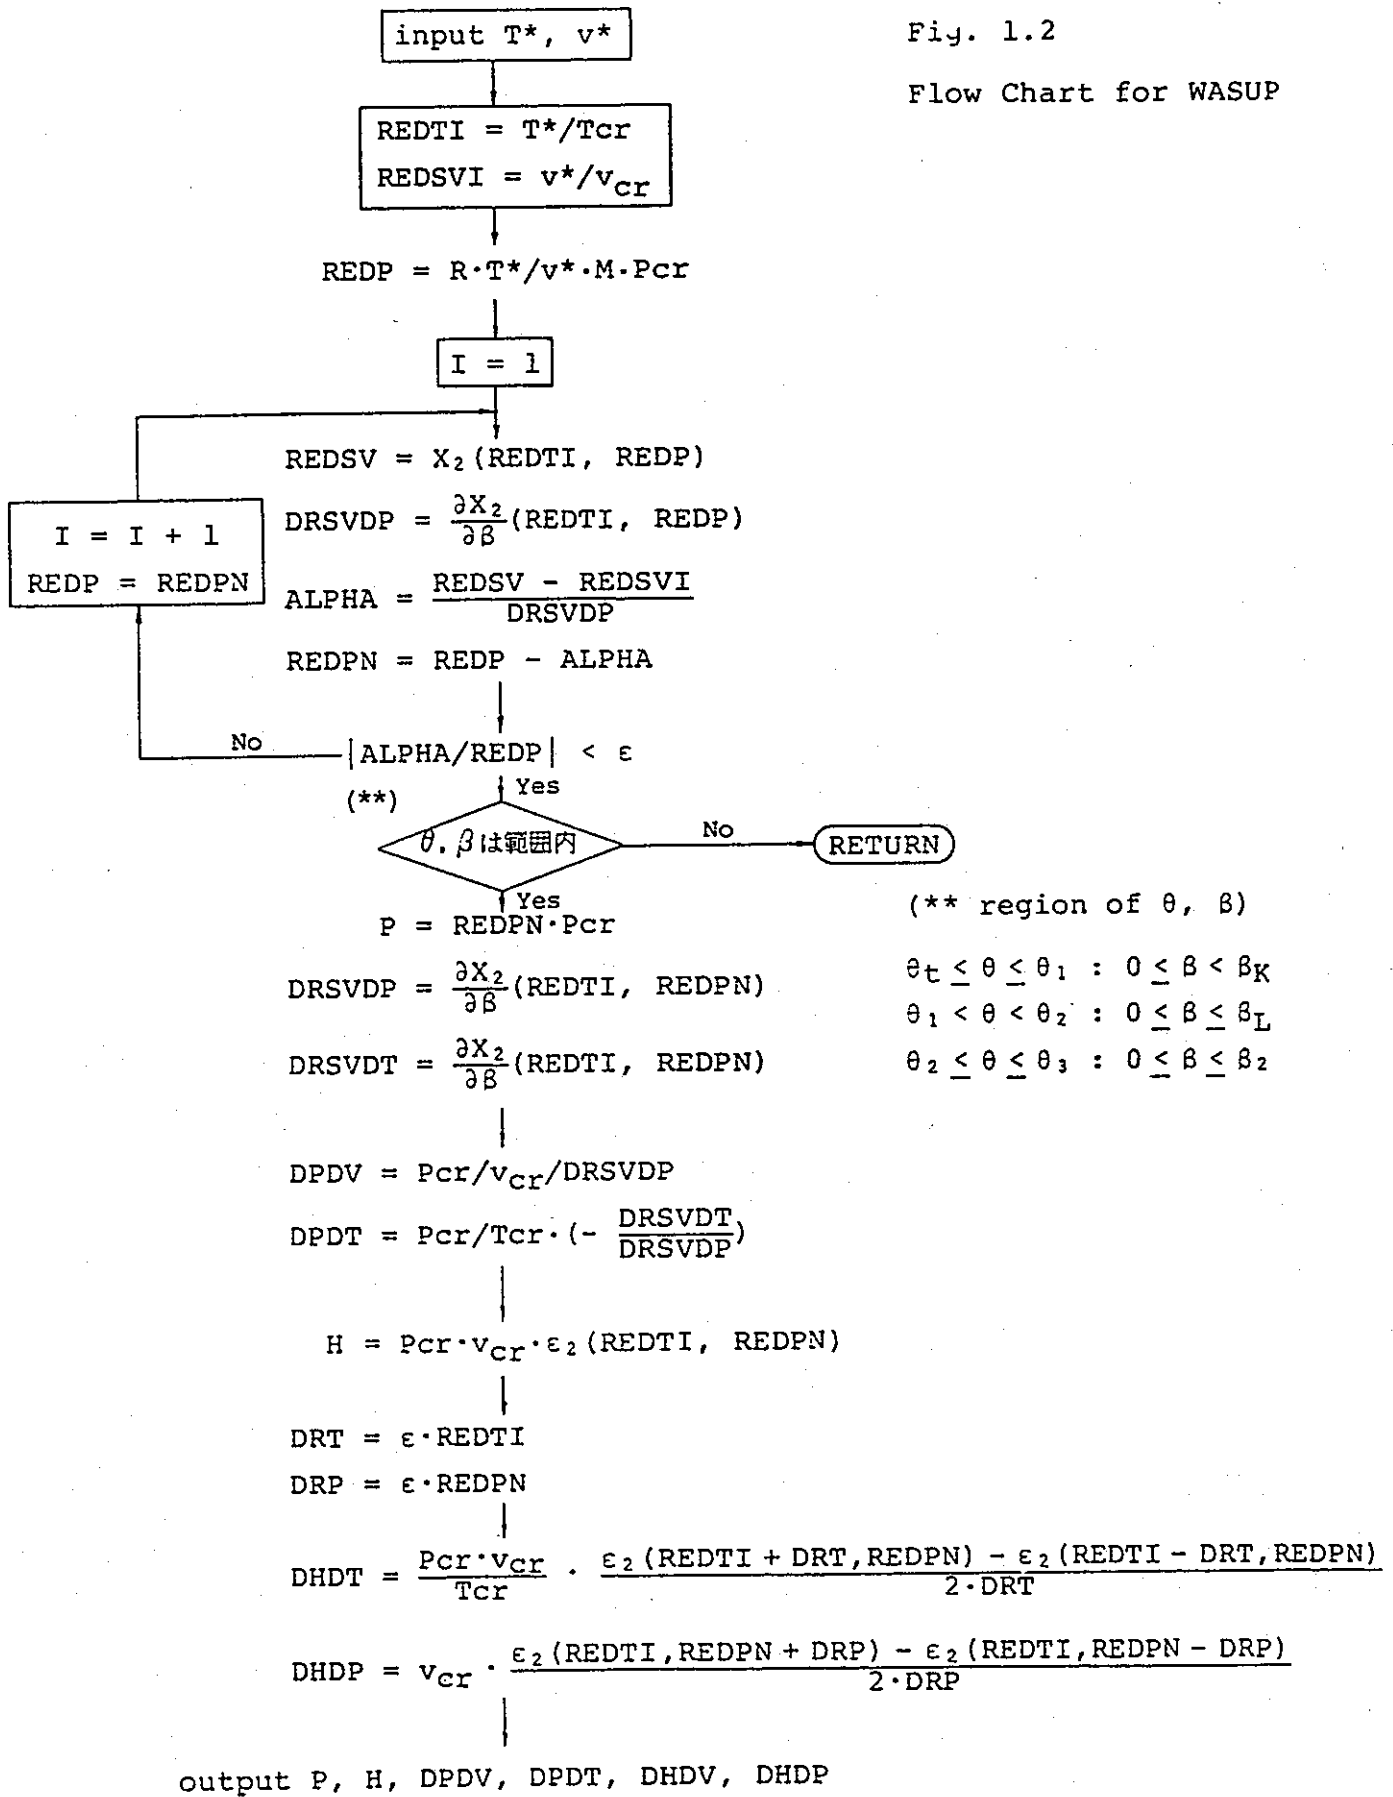 input T*, v*
Fig. 1.2
Flow Chart for WASUP
REDTI = T*/Tcr
REDSVI = v*/vcr
REDP = R·T*/v*·M·Pcr
I = 1
REDSV = X₂(REDTI, REDP)
DRSVDP = ∂X₂/∂β (REDTI, REDP)
I = I + 1
REDP = REDPN
ALPHA = REDSV - REDSVI / DRSVDP
REDPN = REDP - ALPHA
No
|ALPHA/REDP| < ε
Yes
(**)
θ, βは範囲内
No
RETURN
Yes
P = REDPN·Pcr
(** region of θ, β)
DRSVDP = ∂X₂/∂β (REDTI, REDPN)
θt ≤ θ ≤ θ₁ : 0 ≤ β < βK
θ₁ < θ < θ₂ : 0 ≤ β ≤ βL
DRSVDT = ∂X₂/∂β (REDTI, REDPN)
θ₂ ≤ θ ≤ θ₃ : 0 ≤ β ≤ β₂
DPDV = Pcr/vcr/DRSVDP
DPDT = Pcr/Tcr·(- DRSVDT/DRSVDP)
H = Pcr·vcr·ε₂(REDTI, REDPN)
DRT = ε·REDTI
DRP = ε·REDPN
DHDT = Pcr·vcr/Tcr · ε₂(REDTI + DRT,REDPN) - ε₂(REDTI - DRT,REDPN) / 2·DRT
DHDP = vcr · ε₂(REDTI,REDPN + DRP) - ε₂(REDTI,REDPN - DRP) / 2·DRP
output P, H, DPDV, DPDT, DHDV, DHDP